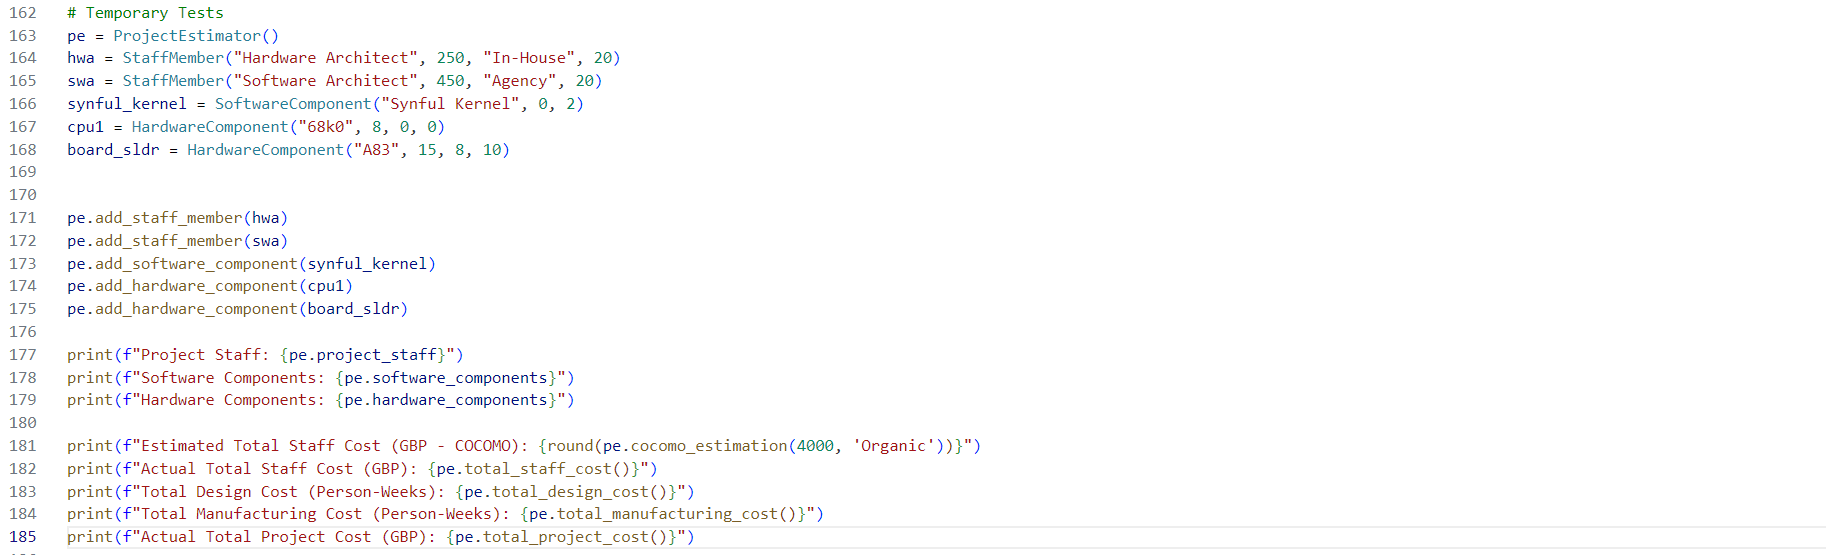 162 # Temporary Tests
163 pe = ProjectEstimator()
164 hwa = StaffMember("Hardware Architect", 250, "In-House", 20)
165 swa = StaffMember("Software Architect", 450, "Agency", 20)
166 synful_kernel = SoftwareComponent("Synful Kernel", 0, 2)
167 cpu1 = HardwareComponent("68k0", 8, 0, 0)
168 board_sldr = HardwareComponent("A83", 15, 8, 10)
169
170
171 pe.add_staff_member(hwa)
172 pe.add_staff_member(swa)
173 pe.add_software_component(synful_kernel)
174 pe.add_hardware_component(cpu1)
175 pe.add_hardware_component(board_sldr)
176
177 print(f"Project Staff: {pe.project_staff}")
178 print(f"Software Components: {pe.software_components}")
179 print(f"Hardware Components: {pe.hardware_components}")
180
181 print(f"Estimated Total Staff Cost (GBP - COCOMO): {round(pe.cocomo_estimation(4000, 'Organic'))}")
182 print(f"Actual Total Staff Cost (GBP): {pe.total_staff_cost()}")
183 print(f"Total Design Cost (Person-Weeks): {pe.total_design_cost()}")
184 print(f"Total Manufacturing Cost (Person-Weeks): {pe.total_manufacturing_cost()}")
185 print(f"Actual Total Project Cost (GBP): {pe.total_project_cost()}")